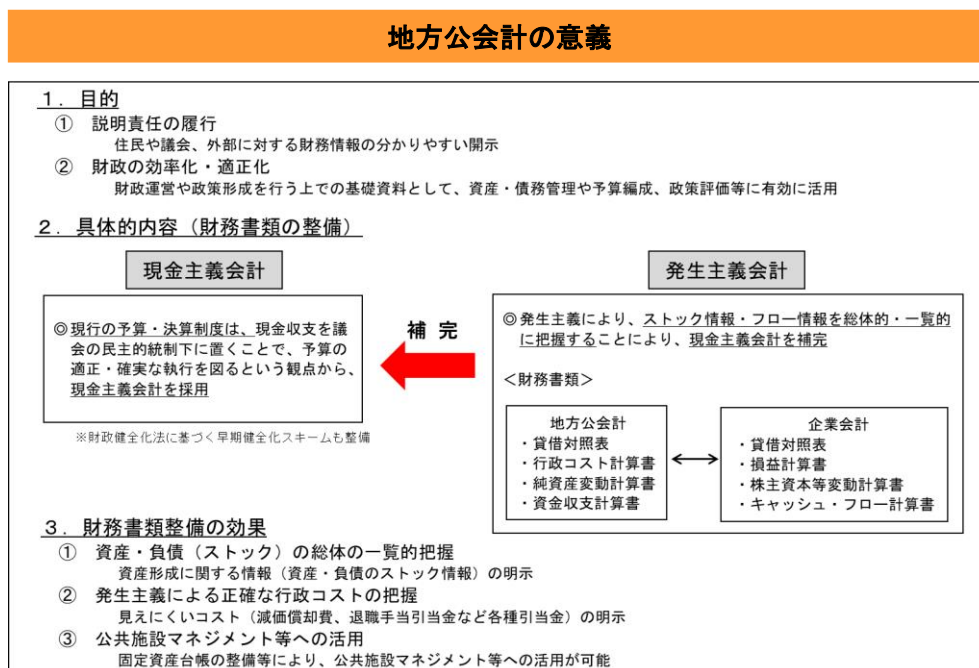 地方公会計の意義
１．目的
① 説明責任の履行
住民や議会、外部に対する財務情報の分かりやすい開示
② 財政の効率化・適正化
財政運営や政策形成を行う上での基礎資料として、資産・債務管理や予算編成、政策評価等に有効に活用
２．具体的内容（財務書類の整備）
現金主義会計
◎現行の予算・決算制度は、現金収支を議
会の民主的統制下に置くことで、予算の
適正・確実な執行を図るという観点から、
現金主義会計を採用
※財政健全化法に基づく早期健全化スキームも整備
補 完
発生主義会計
◎発生主義により、ストック情報・フロー情報を総体的・一覧的
に把握することにより、現金主義会計を補完
＜財務書類＞
地方公会計
・貸借対照表
・行政コスト計算書
・純資産変動計算書
・資金収支計算書
企業会計
・貸借対照表
・損益計算書
・株主資本等変動計算書
・キャッシュ・フロー計算書
３．財務書類整備の効果
① 資産・負債（ストック）の総体の一覧的把握
資産形成に関する情報（資産・負債のストック情報）の明示
② 発生主義による正確な行政コストの把握
見えにくいコスト（減価償却費、退職手当引当金など各種引当金）の明示
③ 公共施設マネジメント等への活用
固定資産台帳の整備等により、公共施設マネジメント等への活用が可能